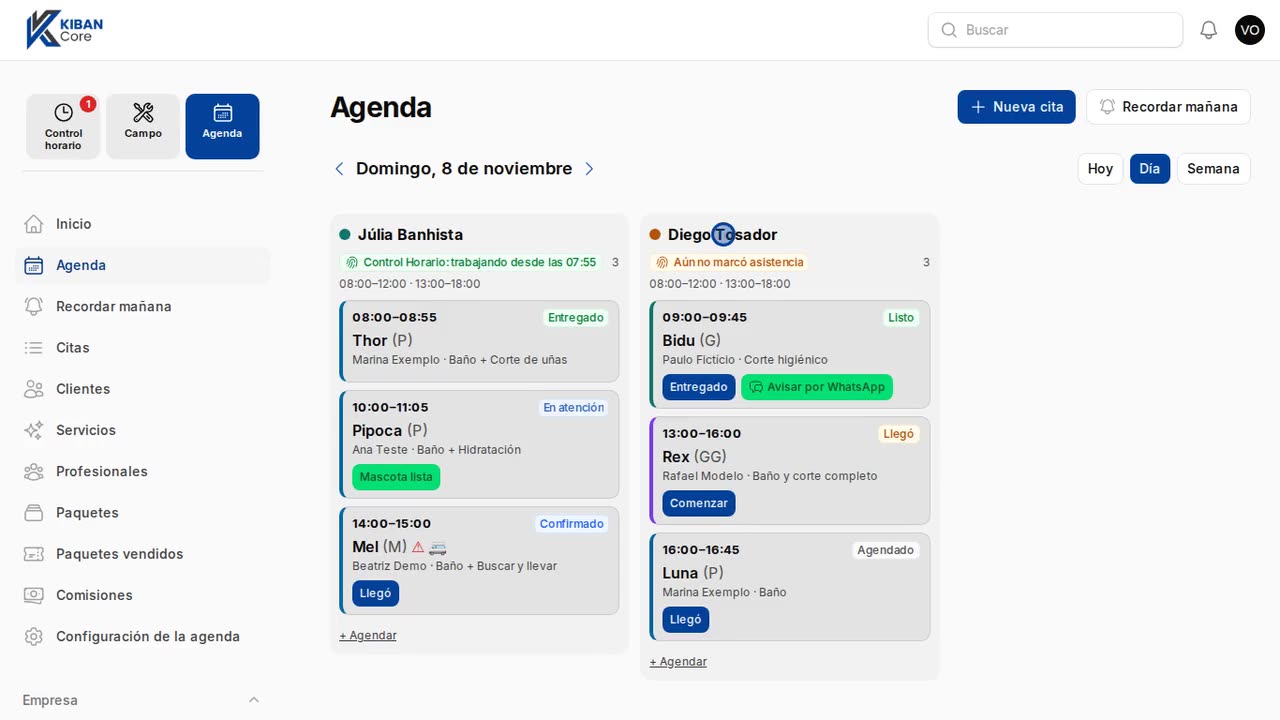 KIBAN
Core
Buscar
VO
Control horario
1
Campo
Agenda
Inicio
Agenda
Recordar mañana
Citas
Clientes
Servicios
Profesionales
Paquetes
Paquetes vendidos
Comisiones
Configuración de la agenda
Empresa
Agenda
+ Nueva cita
Recordar mañana
Domingo, 8 de noviembre
Hoy
Día
Semana
Júlia Banhista
Control Horario: trabajando desde las 07:55
3
08:00–12:00 · 13:00–18:00
08:00–08:55
Entregado
Thor (P)
Marina Exemplo · Baño + Corte de uñas
10:00–11:05
En atención
Pipoca (P)
Ana Teste · Baño + Hidratación
Mascota lista
14:00–15:00
Confirmado
Mel (M) ⚠ 🚐
Beatriz Demo · Baño + Buscar y llevar
Llegó
+ Agendar
Diego Tosador
Aún no marcó asistencia
3
08:00–12:00 · 13:00–18:00
09:00–09:45
Listo
Bidu (G)
Paulo Ficticio · Corte higiénico
Entregado
Avisar por WhatsApp
13:00–16:00
Llegó
Rex (GG)
Rafael Modelo · Baño y corte completo
Comenzar
16:00–16:45
Agendado
Luna (P)
Marina Exemplo · Baño
Llegó
+ Agendar